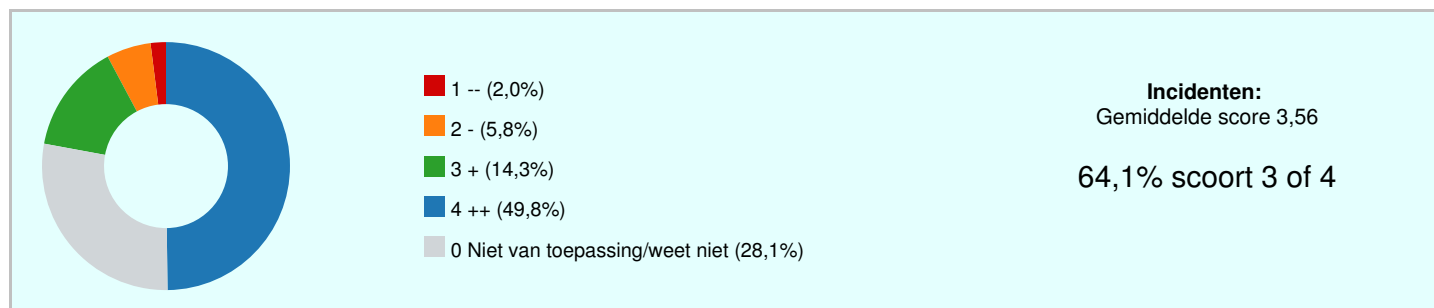 1 -- (2,0%)
2 - (5,8%)
3 + (14,3%)
4 ++ (49,8%)
0 Niet van toepassing/weet niet (28,1%)
Incidenten:
Gemiddelde score 3,56
64,1% scoort 3 of 4